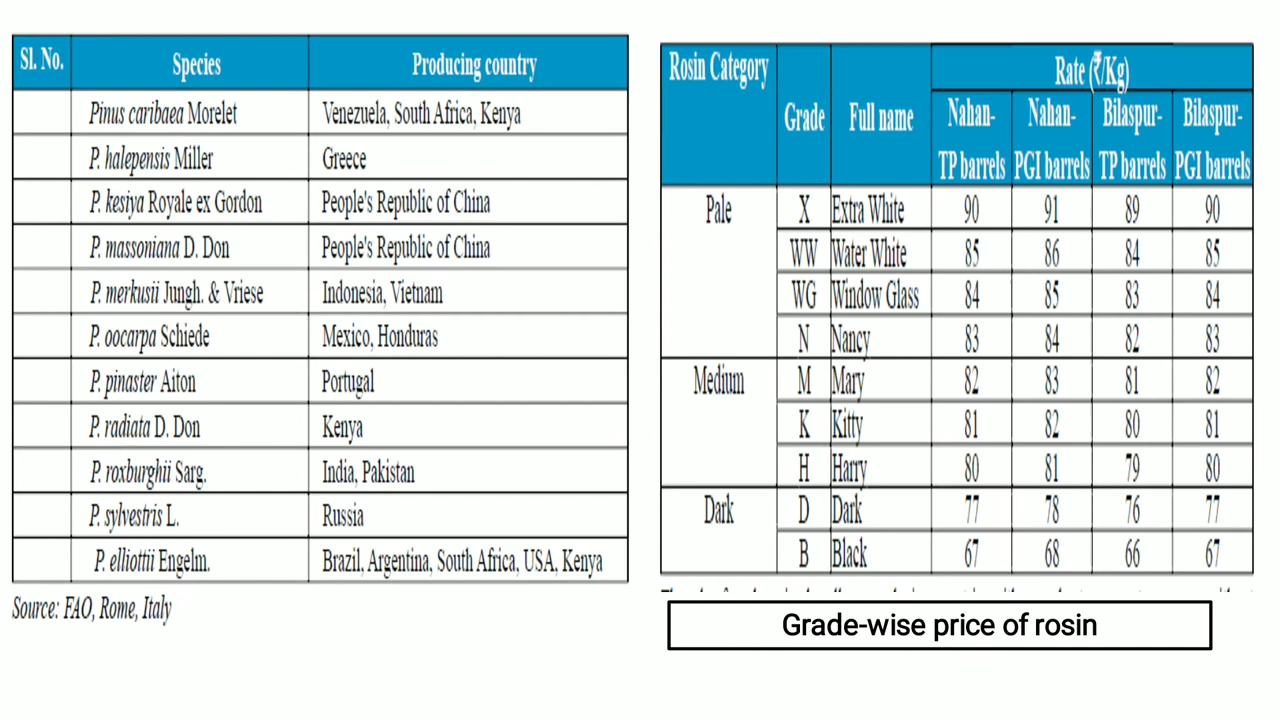 Sl. No. Species Producing country
Pinus caribaea Morelet Venezuela, South Africa, Kenya
P. halepensis Miller Greece
P. kesiya Royale ex Gordon People's Republic of China
P. massoniana D. Don People's Republic of China
P. merkusii Jungh. & Vriese Indonesia, Vietnam
P. oocarpa Schiede Mexico, Honduras
P. pinaster Aiton Portugal
P. radiata D. Don Kenya
P. roxburghii Sarg. India, Pakistan
P. sylvestris L. Russia
P. elliottii Engelm. Brazil, Argentina, South Africa, USA, Kenya
Source: FAO, Rome, Italy
Rosin Category Grade Full name Rate (₹/Kg)
Nahan- Nahan- Bilaspur- Bilaspur-
TP barrels PGI barrels TP barrels PGI barrels
Pale X Extra White 90 91 89 90
WW Water White 85 86 84 85
WG Window Glass 84 85 83 84
N Nancy 83 84 82 83
Medium M Mary 82 83 81 82
K Kitty 81 82 80 81
H Harry 80 81 79 80
Dark D Dark 77 78 76 77
B Black 67 68 66 67
Grade-wise price of rosin